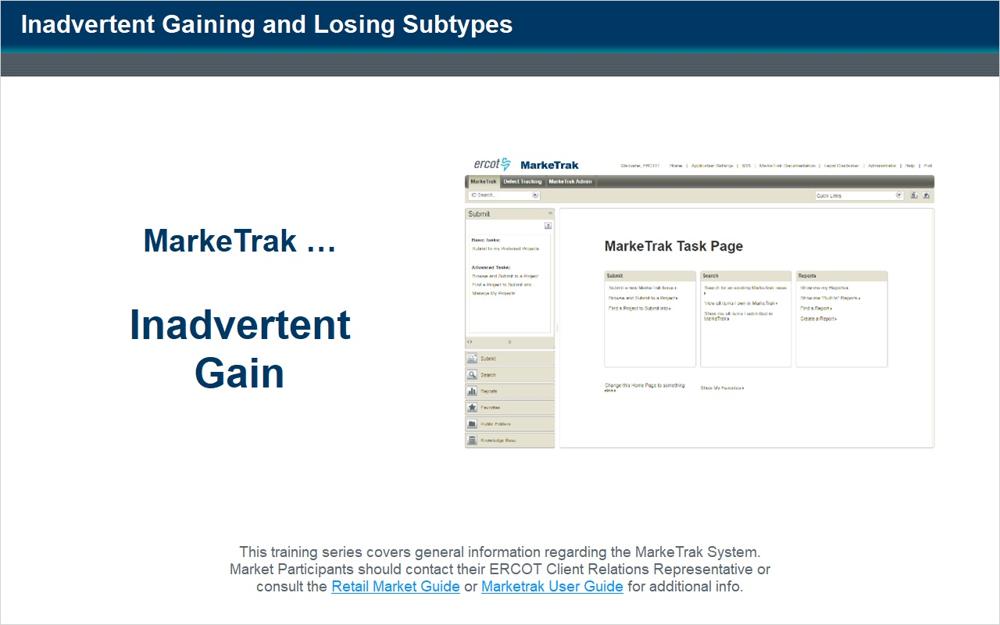 Inadvertent Gaining and Losing Subtypes
MarkeTrak …
Inadvertent
Gain
ercot
MarkeTrak
Welcome, ERCOT Home | Application Settings | MIS | MarkeTrak Documentation | Legal Disclaimer | Administrator | Help | Exit
MarkeTrak Defect Tracking MarkeTrak Admin
ID Search...
Quick Links:
Submit
Basic Tasks:
Submit to my Preferred Projects
Advanced Tasks:
Browse and Submit to a Project
Find a Project to Submit into
Manage My Projects
Submit
Search
Reports
Favorites
Public Folders
Knowledge Base
MarkeTrak Task Page
Submit
Submit a new MarkeTrak Issue
Browse and Submit to a Project
Find a Project to Submit Into
Search
Search for an existing MarkeTrak Issue
View all items I own in MarkeTrak
Show me all items I submitted in
MarkeTrak
Reports
Show me my Reports
Show me "Built In" Reports
Find a Report
Create a Report
Change this Home Page to something
else
Show My Favorites
This training series covers general information regarding the MarkeTrak System.
Market Participants should contact their ERCOT Client Relations Representative or
consult the Retail Market Guide or Marketrak User Guide for additional info.